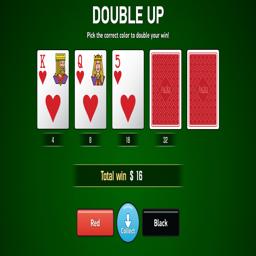 DOUBLE UP
Pick the correct color to double your win!
K Q 5
4 8 16 32
Total win $ 16
Red Collect Black